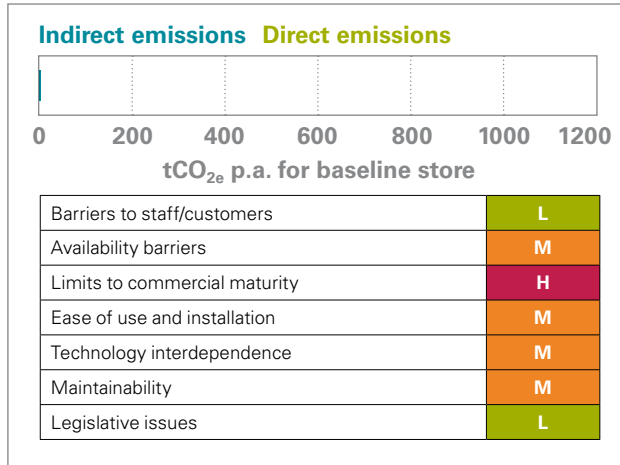 Indirect emissions Direct emissions
0 200 400 600 800 1000 1200
tCO2e p.a. for baseline store
Barriers to staff/customers L
Availability barriers M
Limits to commercial maturity H
Ease of use and installation M
Technology interdependence M
Maintainability M
Legislative issues L